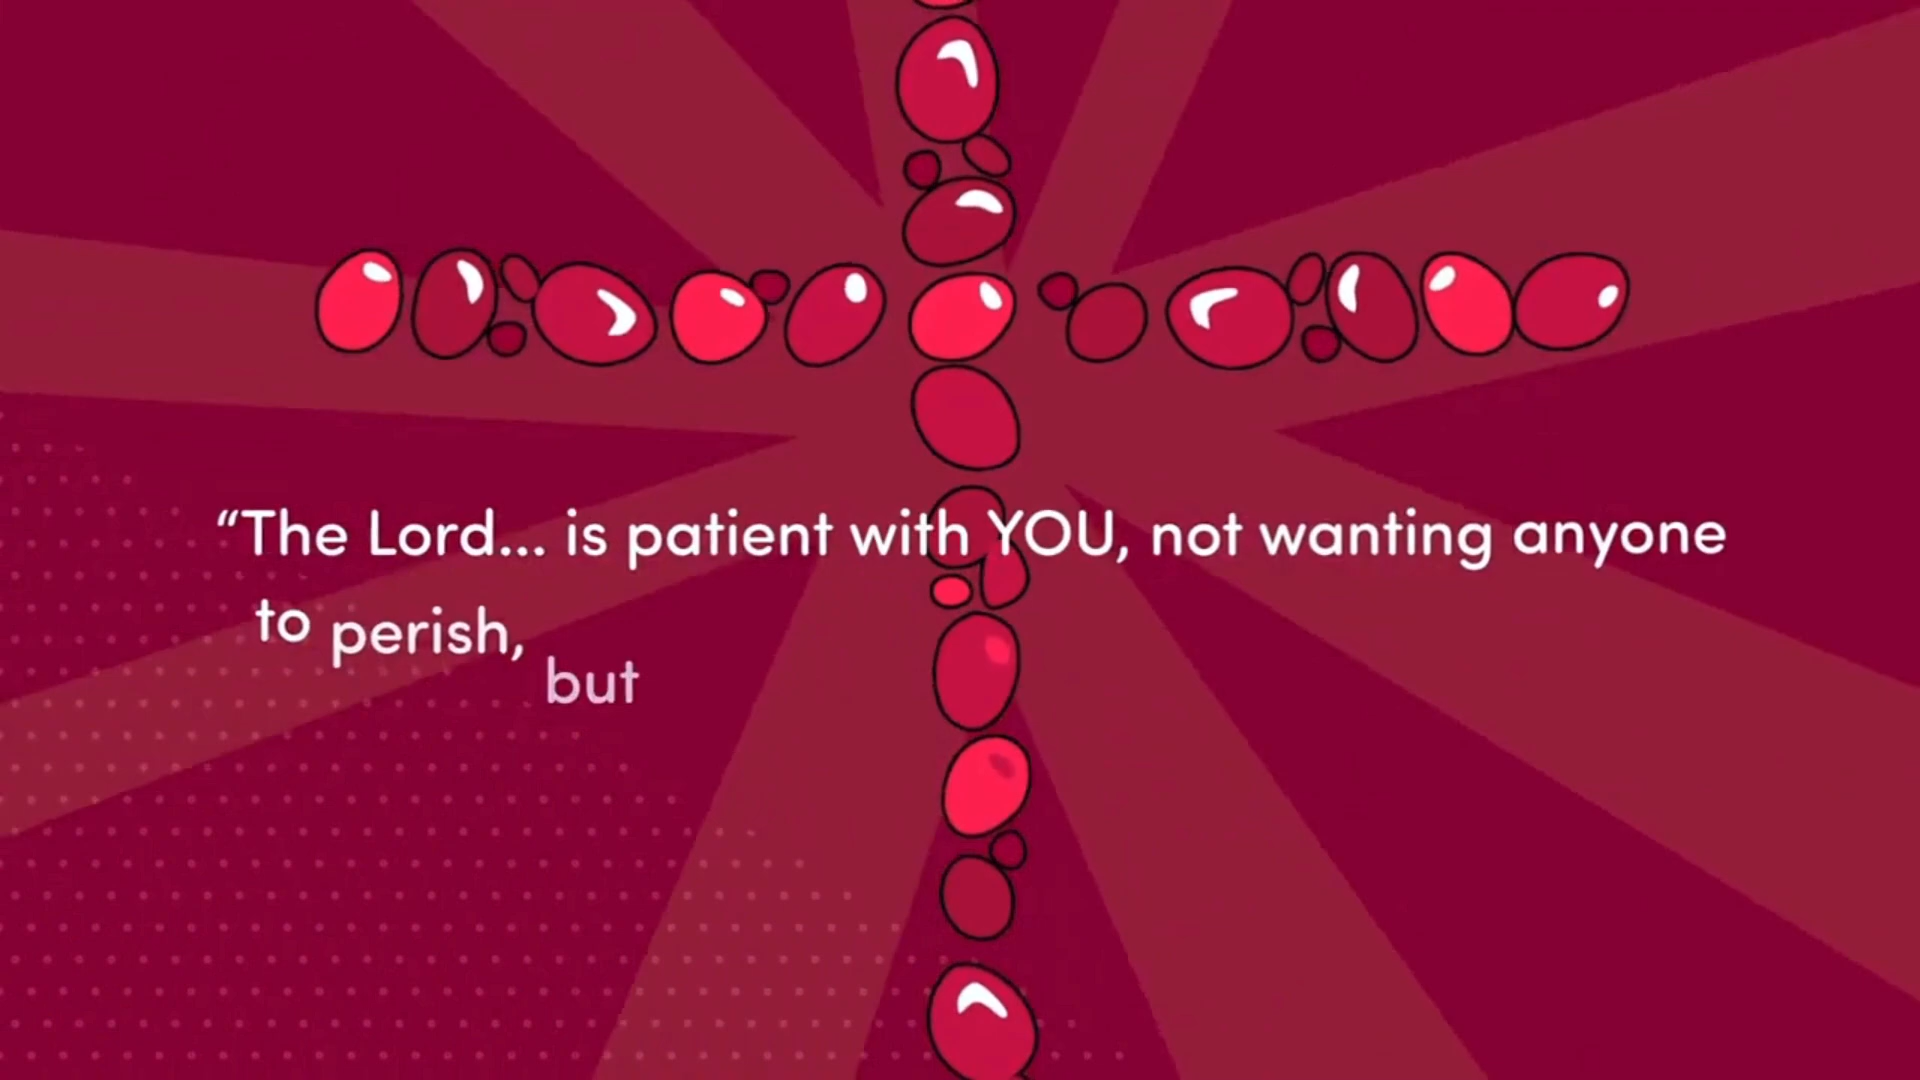 “The Lord... is patient with YOU, not wanting anyone
to perish, but